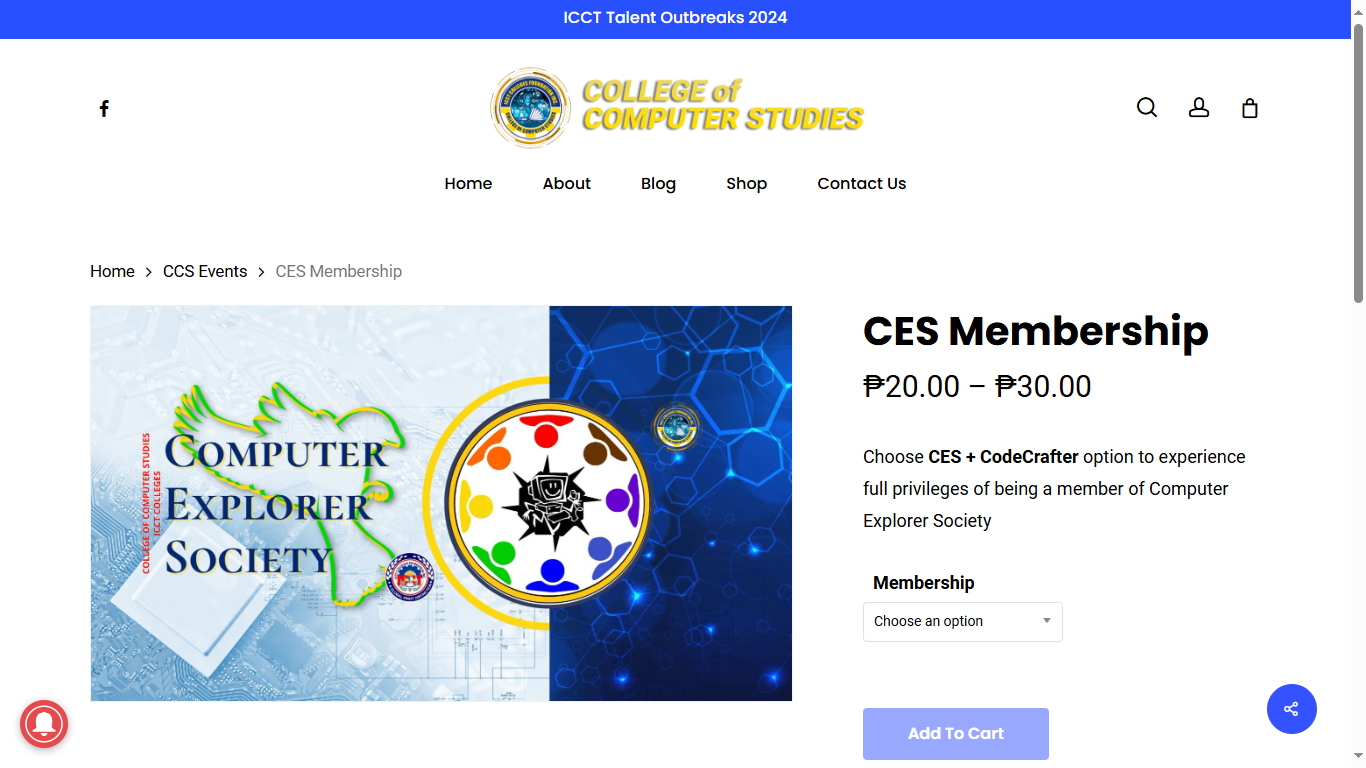 ICCT Talent Outbreaks 2024
COLLEGE of
COMPUTER STUDIES
Home
About
Blog
Shop
Contact Us
Home > CCS Events > CES Membership
COLLEGE OF COMPUTER STUDIES
ICCT COLLEGES
COMPUTER
EXPLORER
SOCIETY
CES Membership
₱20.00 – ₱30.00
Choose CES + CodeCrafter option to experience
full privileges of being a member of Computer
Explorer Society
Membership
Choose an option
Add To Cart